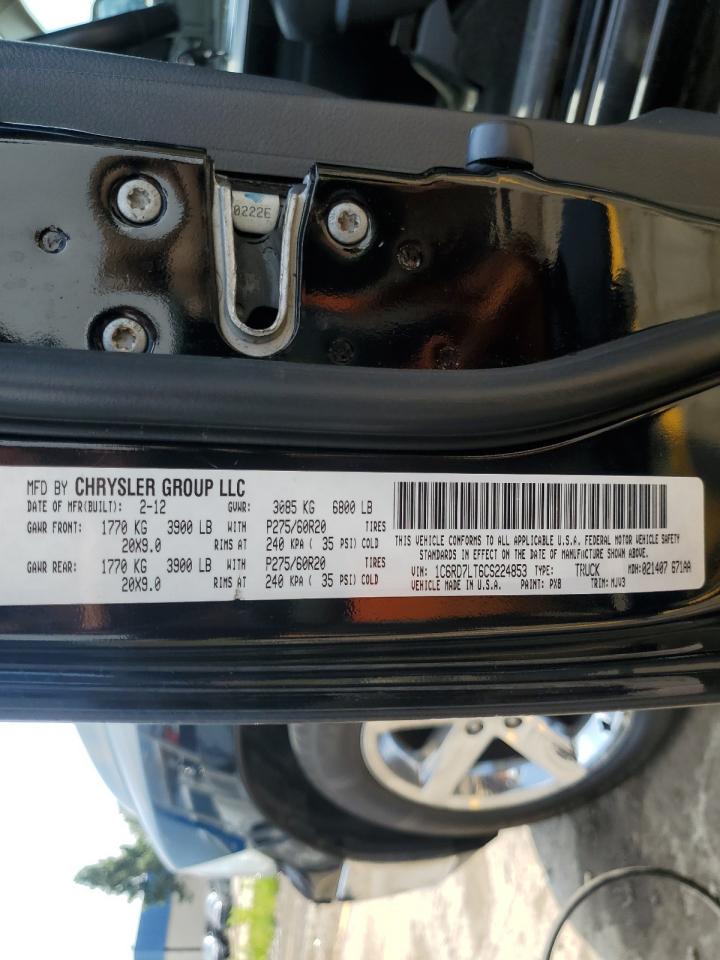 0222E
MFD BY CHRYSLER GROUP LLC
DATE OF MFR(BUILT): 2-12 GVWR: 3085 KG 6800 LB
GAWR FRONT: 1770 KG 3900 LB WITH P275/60R20 TIRES
20X9.0 RIMS AT 240 KPA ( 35 PSI) COLD
GAWR REAR: 1770 KG 3900 LB WITH P275/60R20 TIRES
20X9.0 RIMS AT 240 KPA ( 35 PSI) COLD
THIS VEHICLE CONFORMS TO ALL APPLICABLE U.S.A. FEDERAL MOTOR VEHICLE SAFETY
STANDARDS IN EFFECT ON THE DATE OF MANUFACTURE SHOWN ABOVE.
VIN: 1C6RD7LT6CS224853 TYPE: TRUCK MDH: 021407 671AA
VEHICLE MADE IN U.S.A. PAINT: PX8 TRIM: MJV3